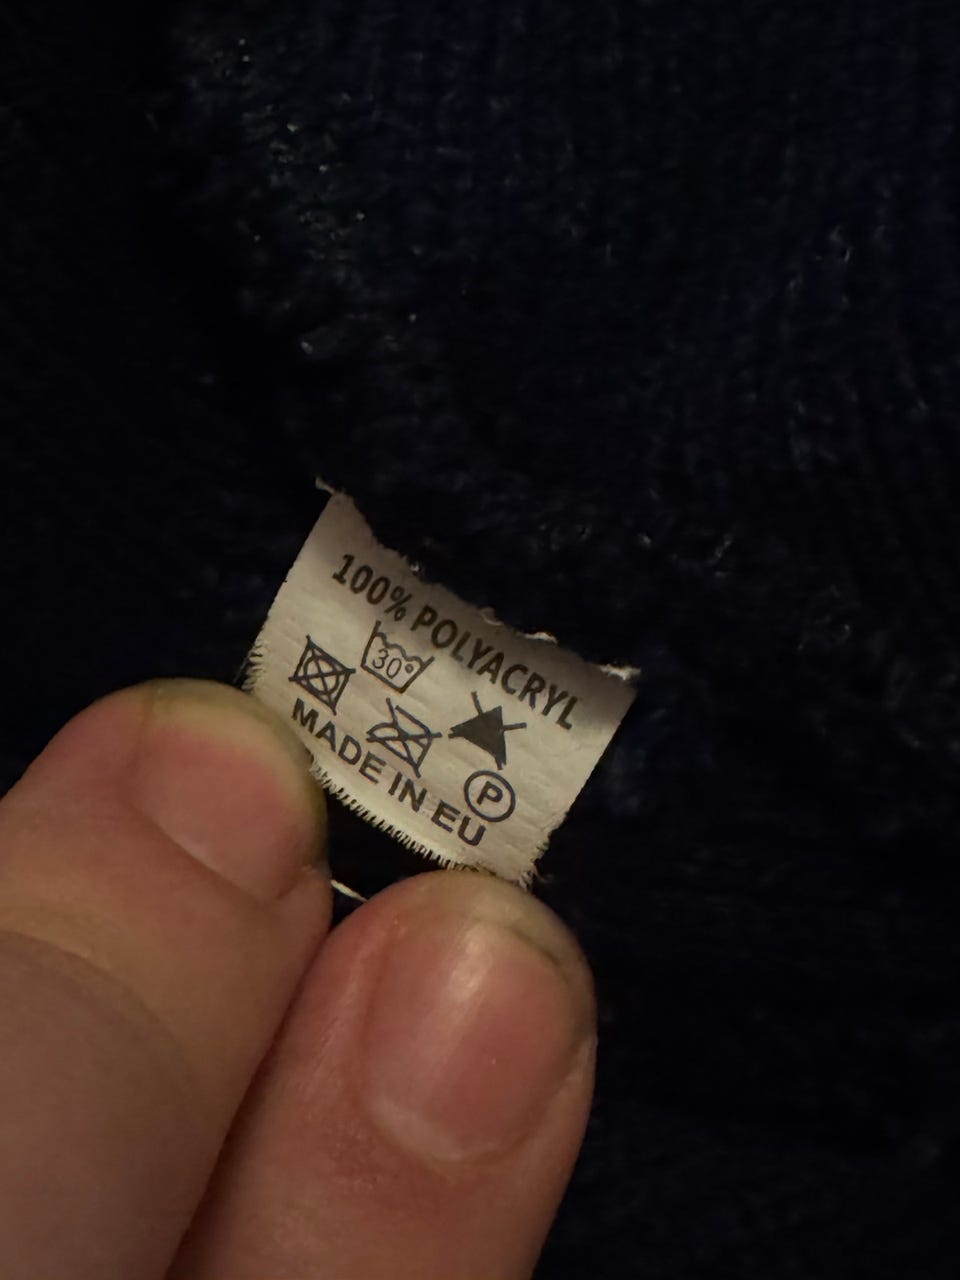 100% POLYACRYL
30°
P
MADE IN EU